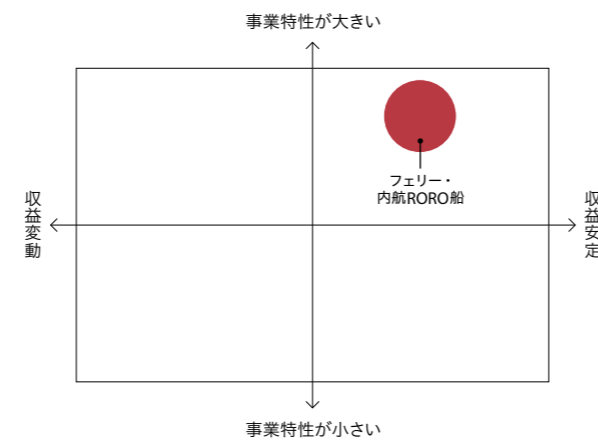 事業特性が大きい
フェリー・
内航RORO船
収益変動
収益安定
事業特性が小さい